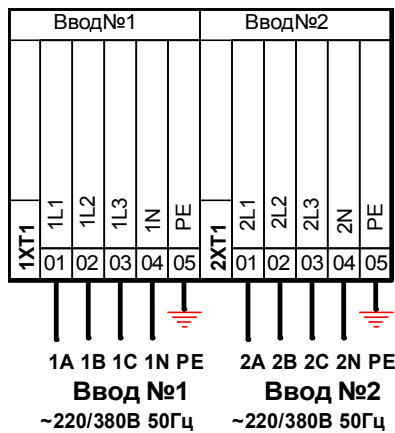 Ввод№1 Ввод№2
1XT1 1L1 1L2 1L3 1N PE 2XT1 2L1 2L2 2L3 2N PE
01 02 03 04 05 01 02 03 04 05
1A 1B 1C 1N PE 2A 2B 2C 2N PE
Ввод №1 Ввод №2
~220/380В 50Гц ~220/380В 50Гц